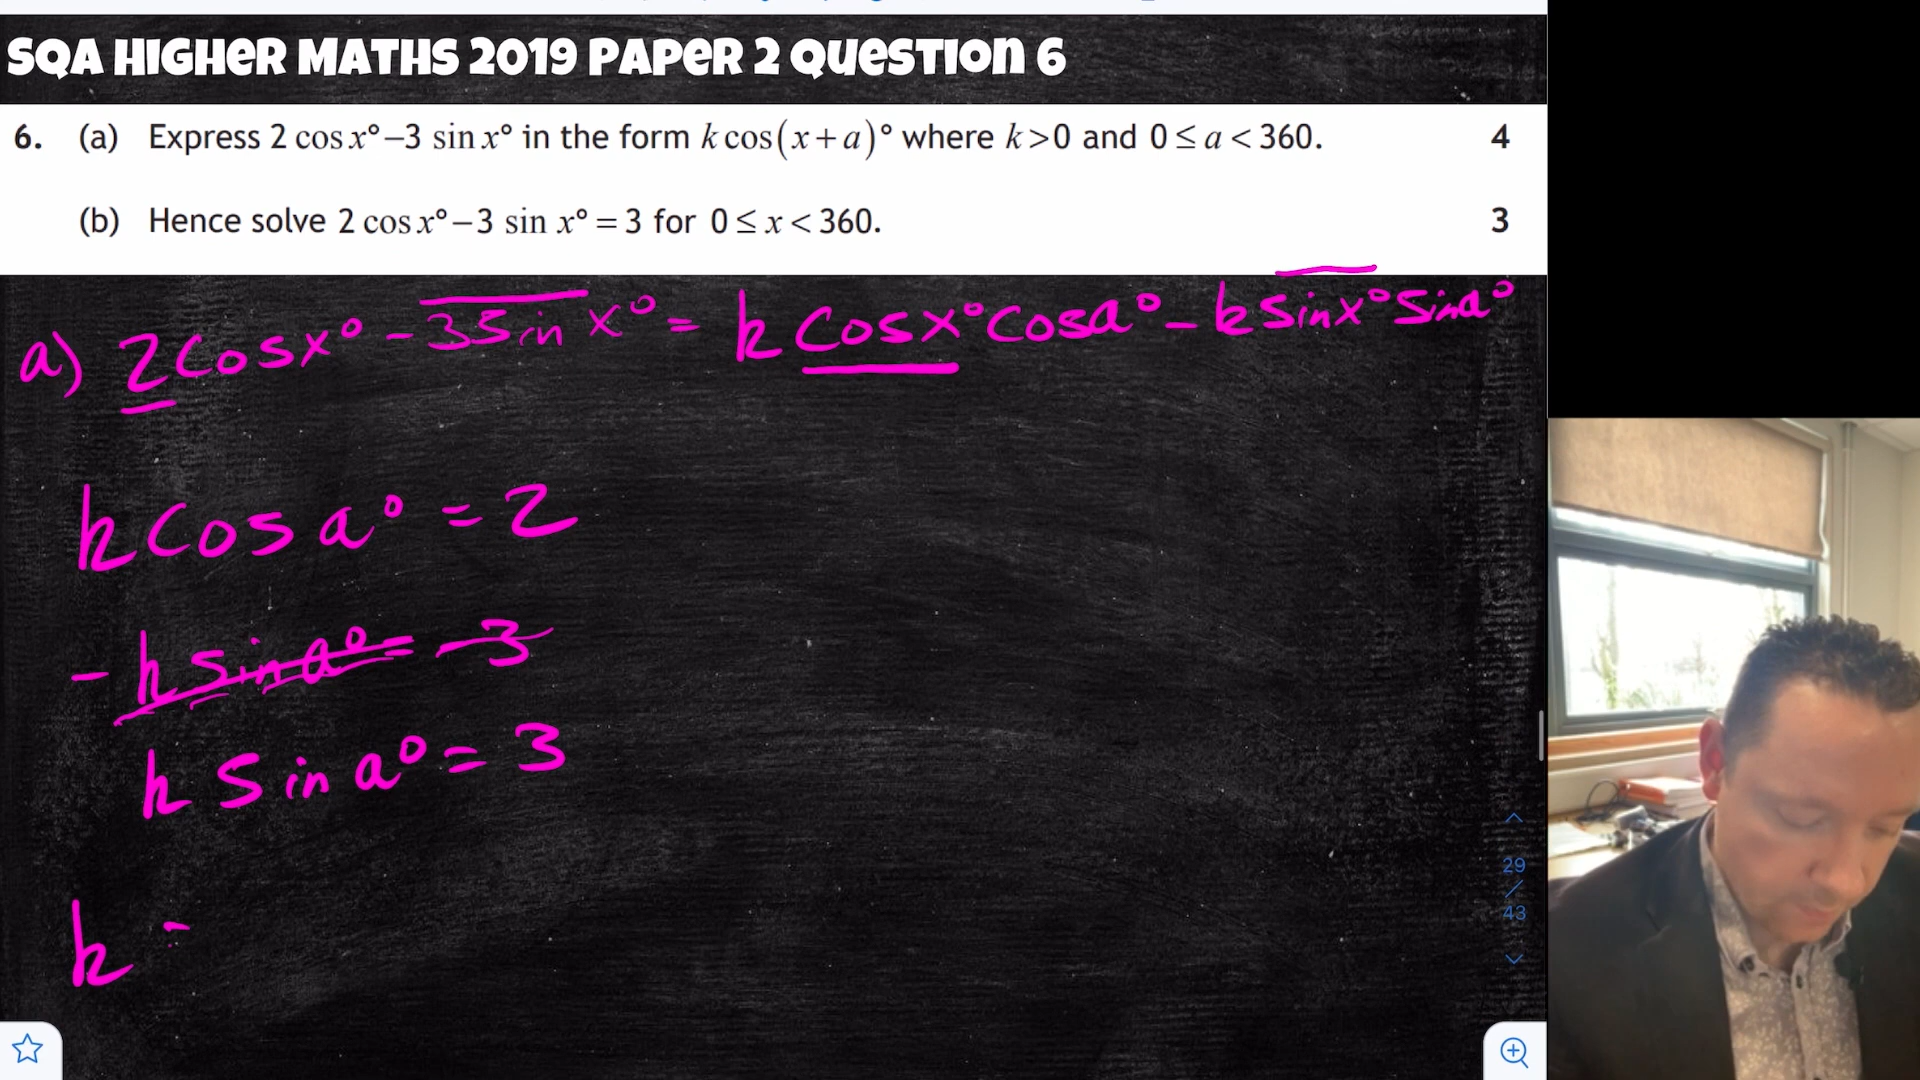 SQA HIGHER MATHS 2019 PAPER 2 QUESTION 6
6. (a) Express 2 cos x° − 3 sin x° in the form k cos(x + a)° where k > 0 and 0 ≤ a < 360. 4
(b) Hence solve 2 cos x° − 3 sin x° = 3 for 0 ≤ x < 360. 3
a) 2cosx° − 3sin x° = k cosx°cosa° − k sinx°sina°
k cos a° = 2
− k sina° = −3
k sin a° = 3
k =
29
/
43